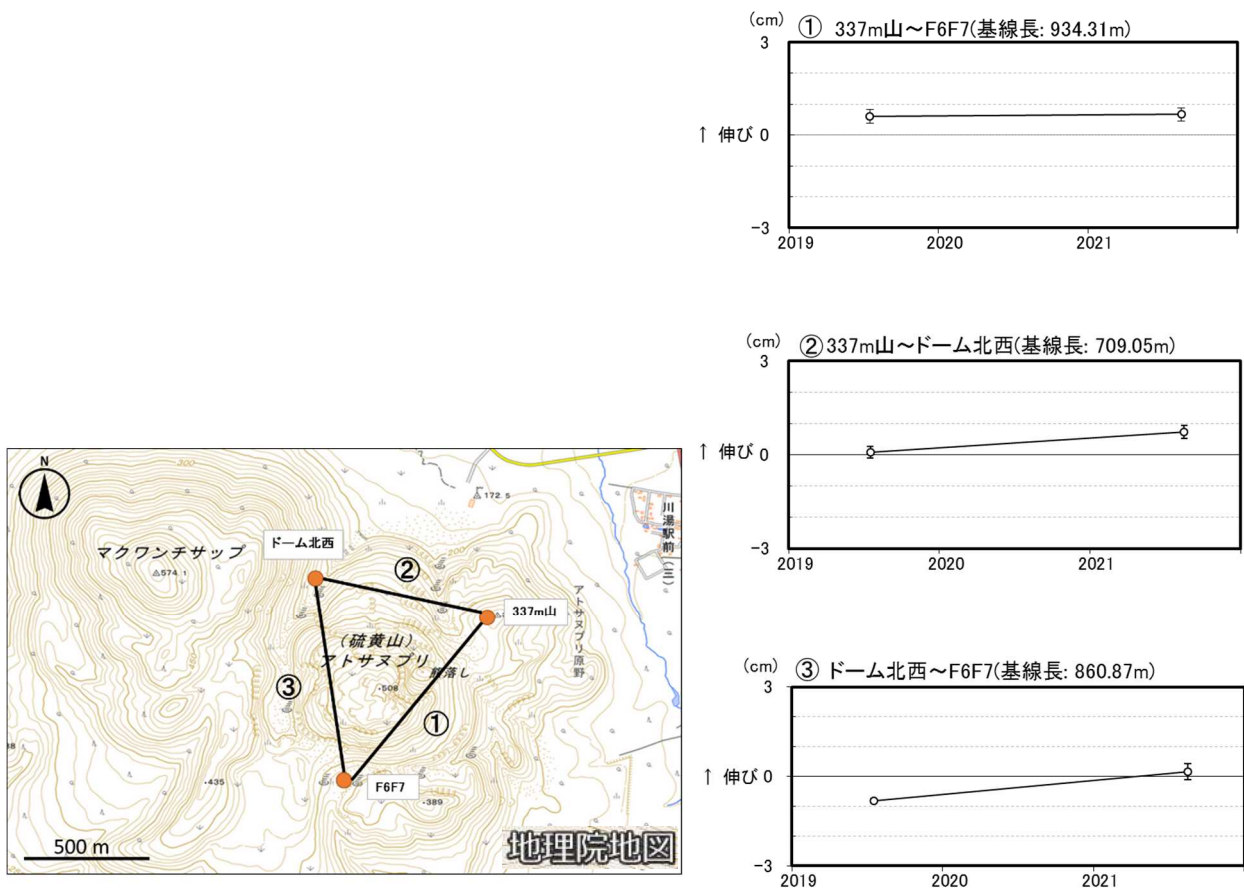 (cm)
① 337m山～F6F7(基線長: 934.31m)
3
↑ 伸び 0
−3
2019
2020
2021
(cm)
②337m山～ドーム北西(基線長: 709.05m)
3
↑ 伸び 0
−3
2019
2020
2021
(cm)
③ ドーム北西～F6F7(基線長: 860.87m)
3
↑ 伸び 0
−3
2019
2020
2021
N
300
172.5
川湯駅前(三)
ドーム北西
マクワンチサップ
574.1
②
200
337m山
アトサヌプリ原野
(硫黄山)
アトサヌプリ
落し
508
③
①
435
F6F7
389
500 m
地理院地図